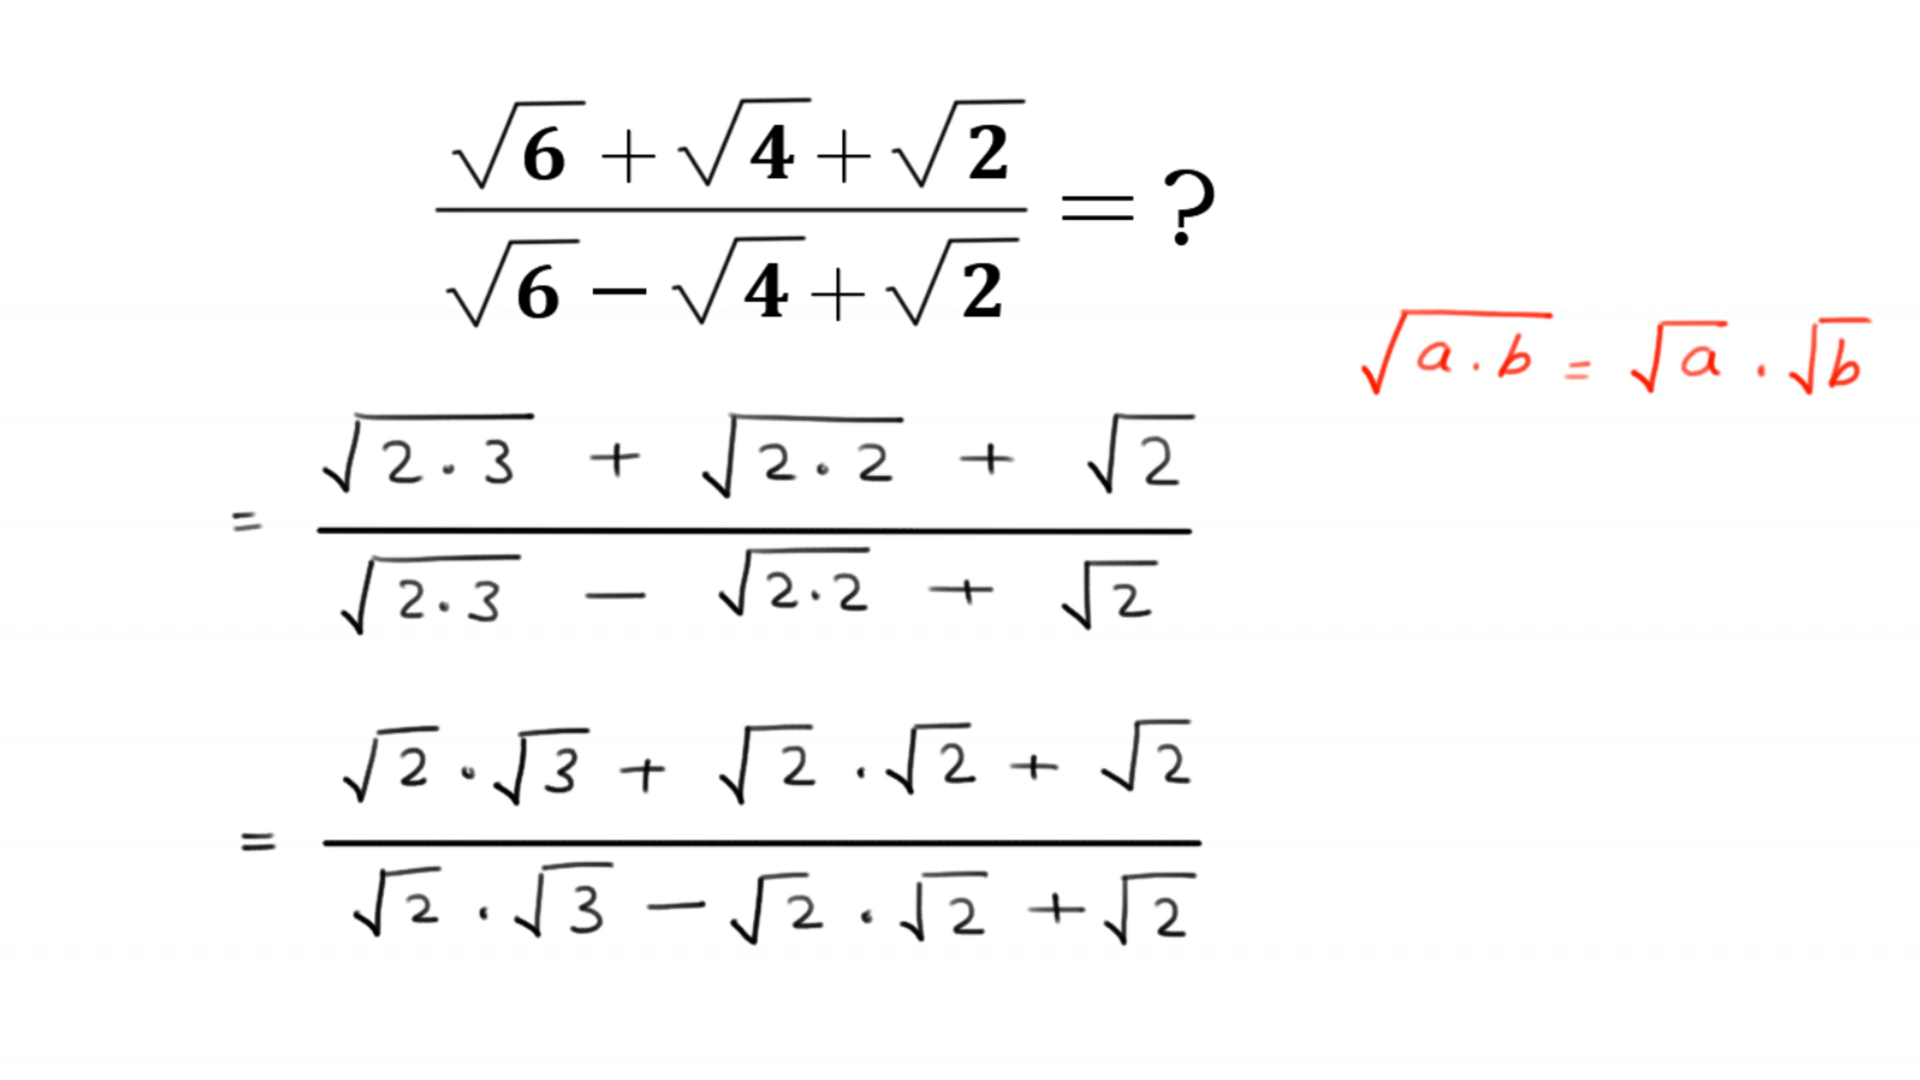 (√6 + √4 + √2) / (√6 − √4 + √2) = ?
√(a · b) = √a · √b
= (√(2 · 3) + √(2 · 2) + √2) / (√(2 · 3) − √(2 · 2) + √2)
= (√2 · √3 + √2 · √2 + √2) / (√2 · √3 − √2 · √2 + √2)